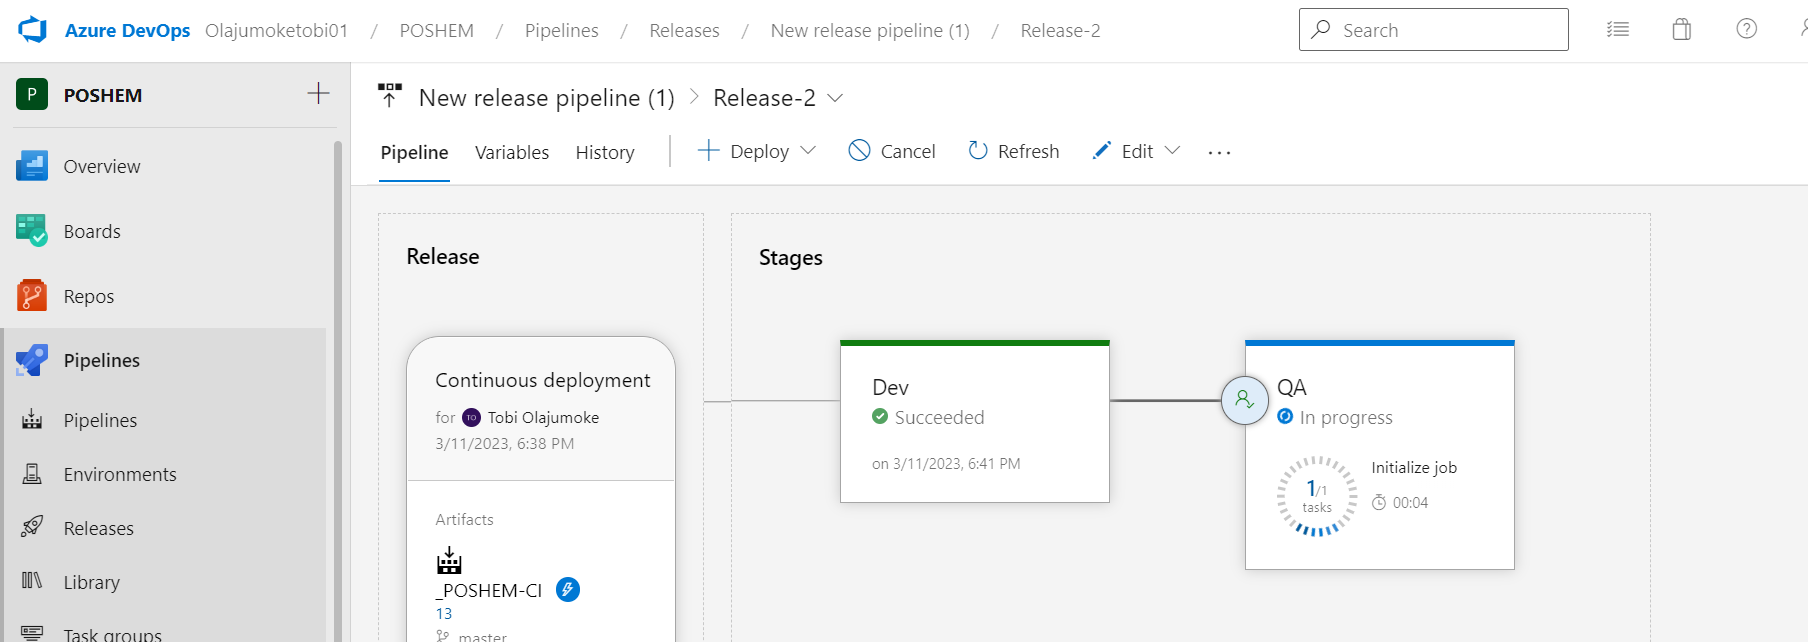 Azure DevOps Olajumoketobi01 / POSHEM / Pipelines / Releases / New release pipeline (1) / Release-2
Search
P POSHEM
New release pipeline (1) > Release-2
Pipeline Variables History Deploy Cancel Refresh Edit ...
Overview
Boards
Repos
Pipelines
Pipelines
Environments
Releases
Library
Task groups
Release
Continuous deployment
for TO Tobi Olajumoke
3/11/2023, 6:38 PM
Artifacts
_POSHEM-CI
13
master
Stages
Dev
Succeeded
on 3/11/2023, 6:41 PM
QA
In progress
1/1
tasks
Initialize job
00:04